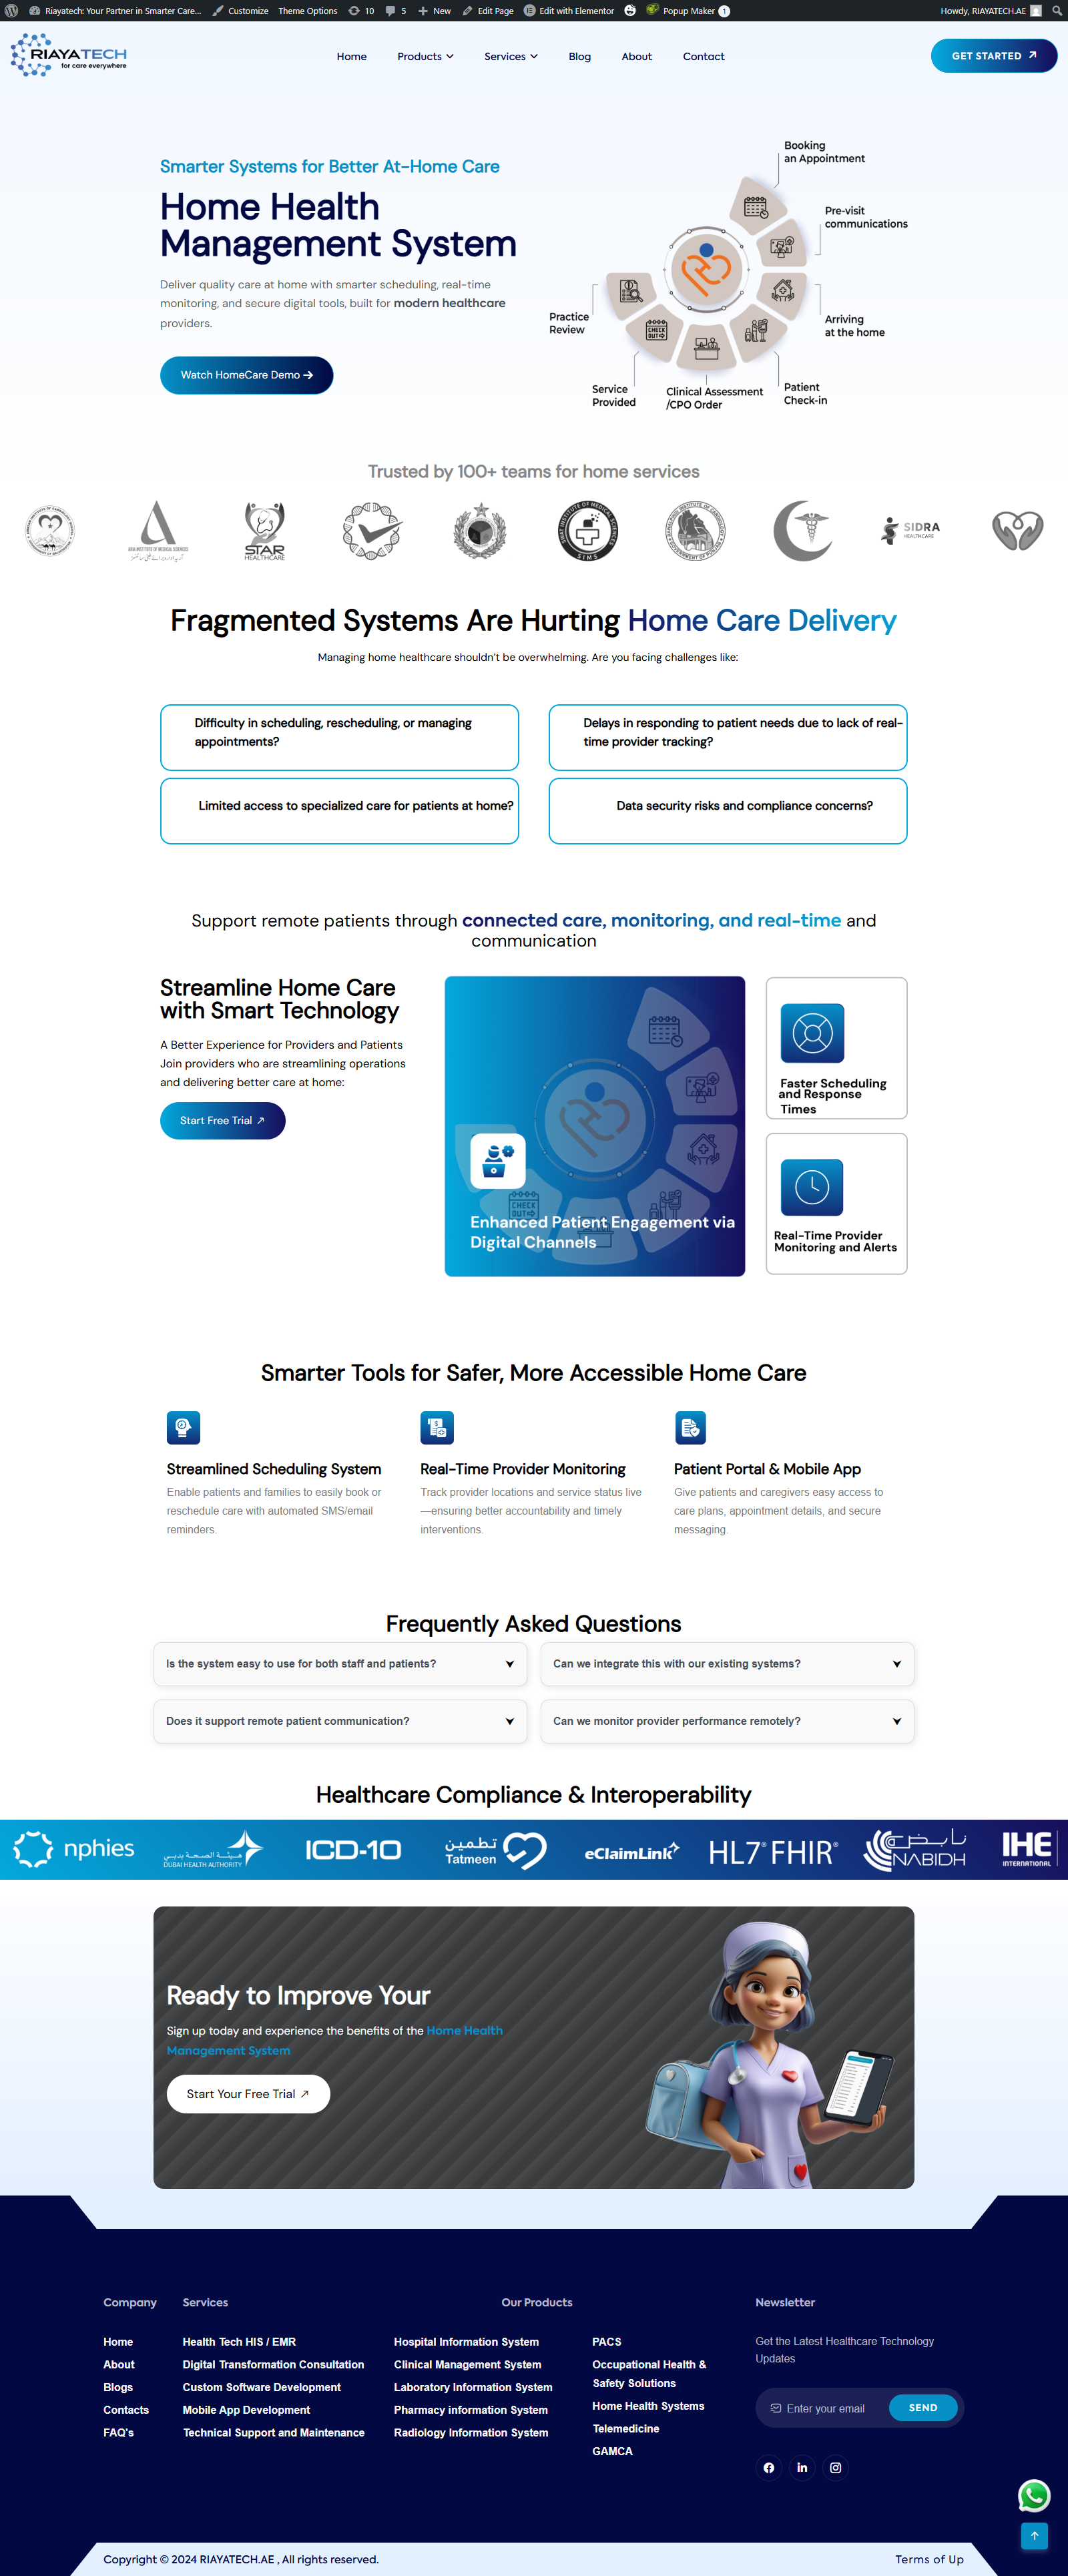 Riayatech: Your Partner in Smarter Care... Customize Theme Options 10 5 New Edit Page Edit with Elementor Popup Maker 1 Howdy, RIAYATECH.AE
RIAYATECH
for care everywhere
Home Products Services Blog About Contact
GET STARTED
Smarter Systems for Better At-Home Care
Home Health
Management System
Deliver quality care at home with smarter scheduling, real-time
monitoring, and secure digital tools, built for modern healthcare
providers.
Watch HomeCare Demo
Booking
an Appointment
Pre-visit
communications
Arriving
at the home
Patient
Check-in
Clinical Assessment
/CPO Order
Service
Provided
Practice
Review
CHECK
OUT
Trusted by 100+ teams for home services
STAR
HEALTHCARE
SIMS
SIDRA
HEALTHCARE
Fragmented Systems Are Hurting Home Care Delivery
Managing home healthcare shouldn't be overwhelming. Are you facing challenges like:
Difficulty in scheduling, rescheduling, or managing
appointments?
Delays in responding to patient needs due to lack of real-
time provider tracking?
Limited access to specialized care for patients at home?
Data security risks and compliance concerns?
Support remote patients through connected care, monitoring, and real-time and
communication
Streamline Home Care
with Smart Technology
A Better Experience for Providers and Patients
Join providers who are streamlining operations
and delivering better care at home:
Start Free Trial
CHECK
OUT
Enhanced Patient Engagement via
Digital Channels
Faster Scheduling
and Response
Times
Real-Time Provider
Monitoring and Alerts
Smarter Tools for Safer, More Accessible Home Care
Streamlined Scheduling System
Enable patients and families to easily book or
reschedule care with automated SMS/email
reminders.
Real-Time Provider Monitoring
Track provider locations and service status live
—ensuring better accountability and timely
interventions.
Patient Portal & Mobile App
Give patients and caregivers easy access to
care plans, appointment details, and secure
messaging.
Frequently Asked Questions
Is the system easy to use for both staff and patients?
Can we integrate this with our existing systems?
Does it support remote patient communication?
Can we monitor provider performance remotely?
Healthcare Compliance & Interoperability
nphies
هيئة الصحة بدبي
DUBAI HEALTH AUTHORITY
ICD-10
تطمين
Tatmeen
eClaimLink
HL7® FHIR®
نابض
NABIDH
IHE
INTERNATIONAL
Ready to Improve Your
Sign up today and experience the benefits of the Home Health
Management System
Start Your Free Trial
Company
Home
About
Blogs
Contacts
FAQ's
Services
Health Tech HIS / EMR
Digital Transformation Consultation
Custom Software Development
Mobile App Development
Technical Support and Maintenance
Our Products
Hospital Information System
Clinical Management System
Laboratory Information System
Pharmacy information System
Radiology Information System
PACS
Occupational Health &
Safety Solutions
Home Health Systems
Telemedicine
GAMCA
Newsletter
Get the Latest Healthcare Technology
Updates
Enter your email
SEND
Copyright © 2024 RIAYATECH.AE , All rights reserved.
Terms of Up